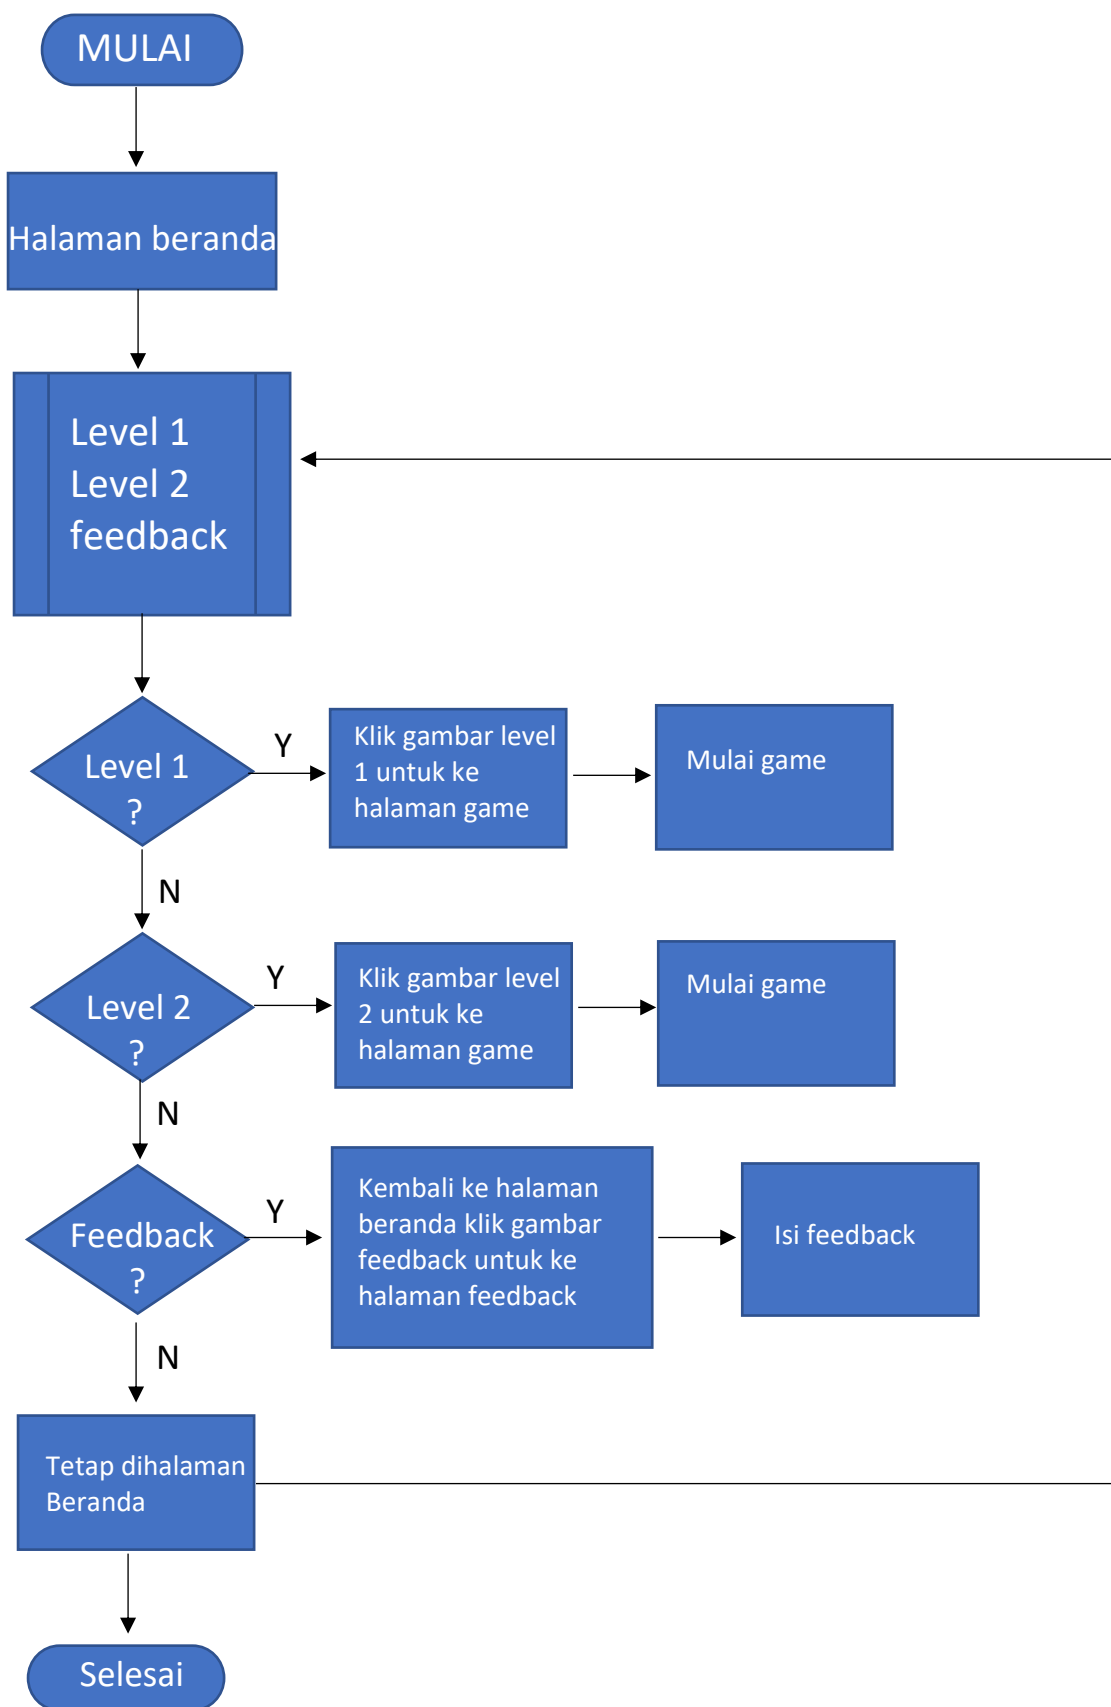 MULAI
Halaman beranda
Level 1
Level 2
feedback
Level 1
?
Y
Klik gambar level
1 untuk ke
halaman game
Mulai game
N
Level 2
?
Y
Klik gambar level
2 untuk ke
halaman game
Mulai game
N
Feedback
?
Y
Kembali ke halaman
beranda klik gambar
feedback untuk ke
halaman feedback
Isi feedback
N
Tetap dihalaman
Beranda
Selesai